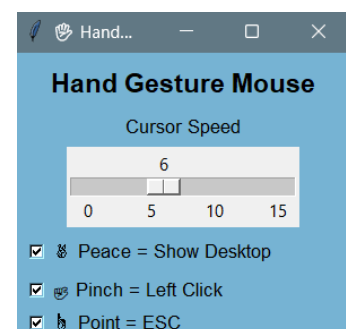 🖐 Hand...
Hand Gesture Mouse
Cursor Speed
6
0 5 10 15
✌ Peace = Show Desktop
👌 Pinch = Left Click
☝ Point = ESC